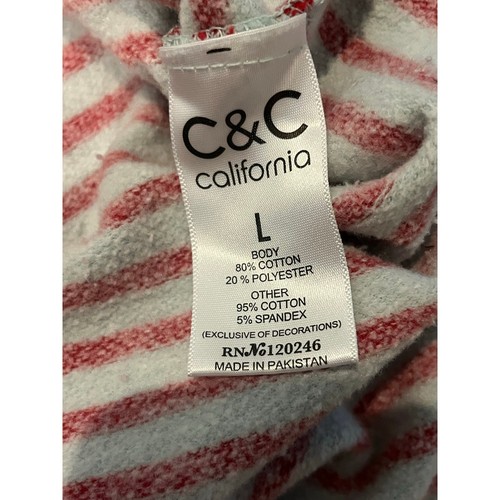 C&C
california
L
BODY
80% COTTON
20 % POLYESTER
OTHER
95% COTTON
5% SPANDEX
(EXCLUSIVE OF DECORATIONS)
RN№120246
MADE IN PAKISTAN